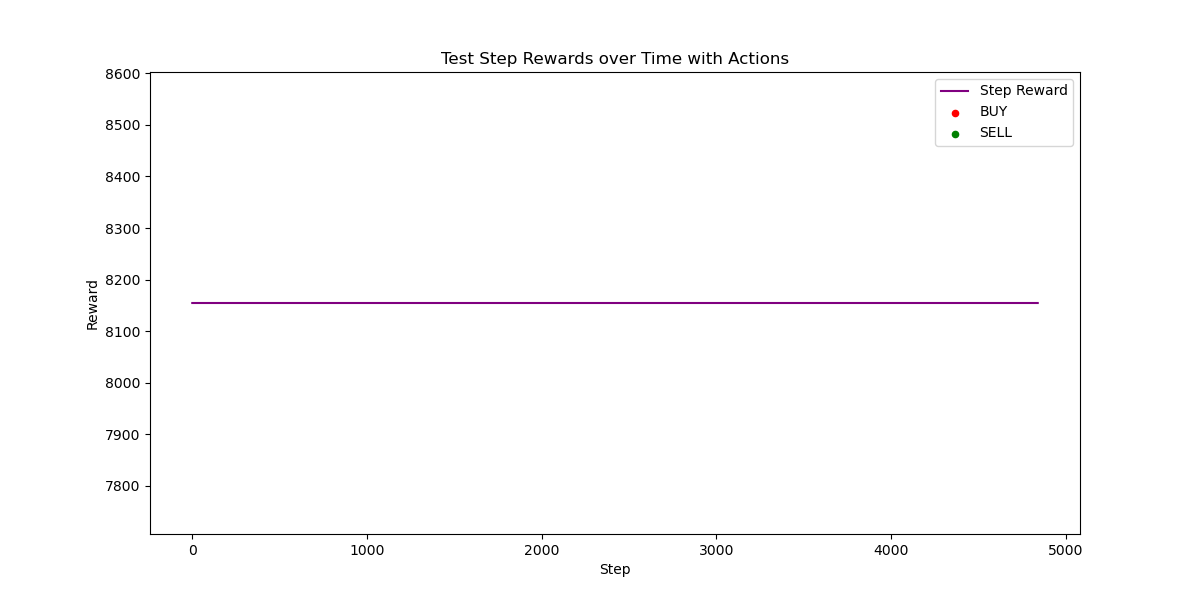 Test Step Rewards over Time with Actions
Step Reward
BUY
SELL
8600
8500
8400
8300
8200
8100
8000
7900
7800
Reward
0 1000 2000 3000 4000 5000
Step